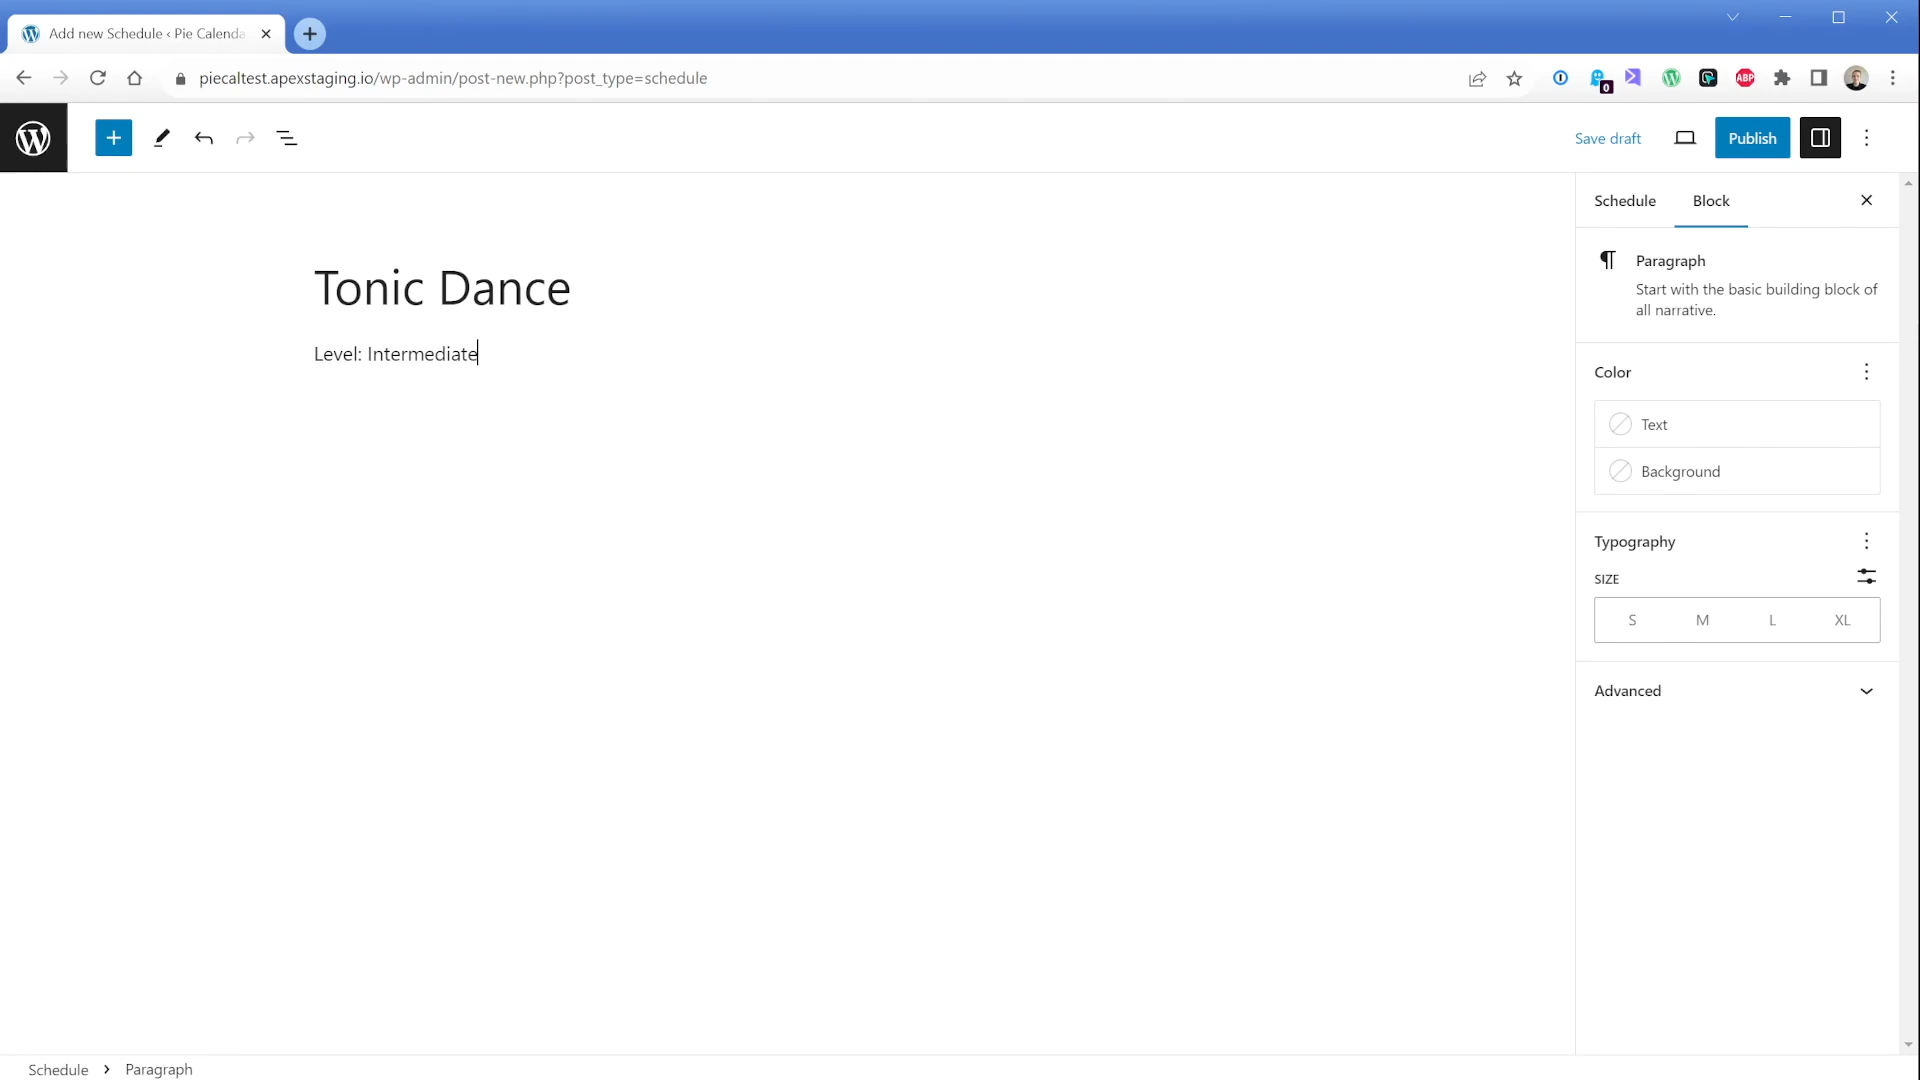 Add new Schedule ‹ Pie Calenda
piecaltest.apexstaging.io/wp-admin/post-new.php?post_type=schedule
0
ABP
Save draft
Publish
Schedule
Block
Tonic Dance
Level: Intermediate
Paragraph
Start with the basic building block of
all narrative.
Color
Text
Background
Typography
SIZE
S M L XL
Advanced
Schedule › Paragraph